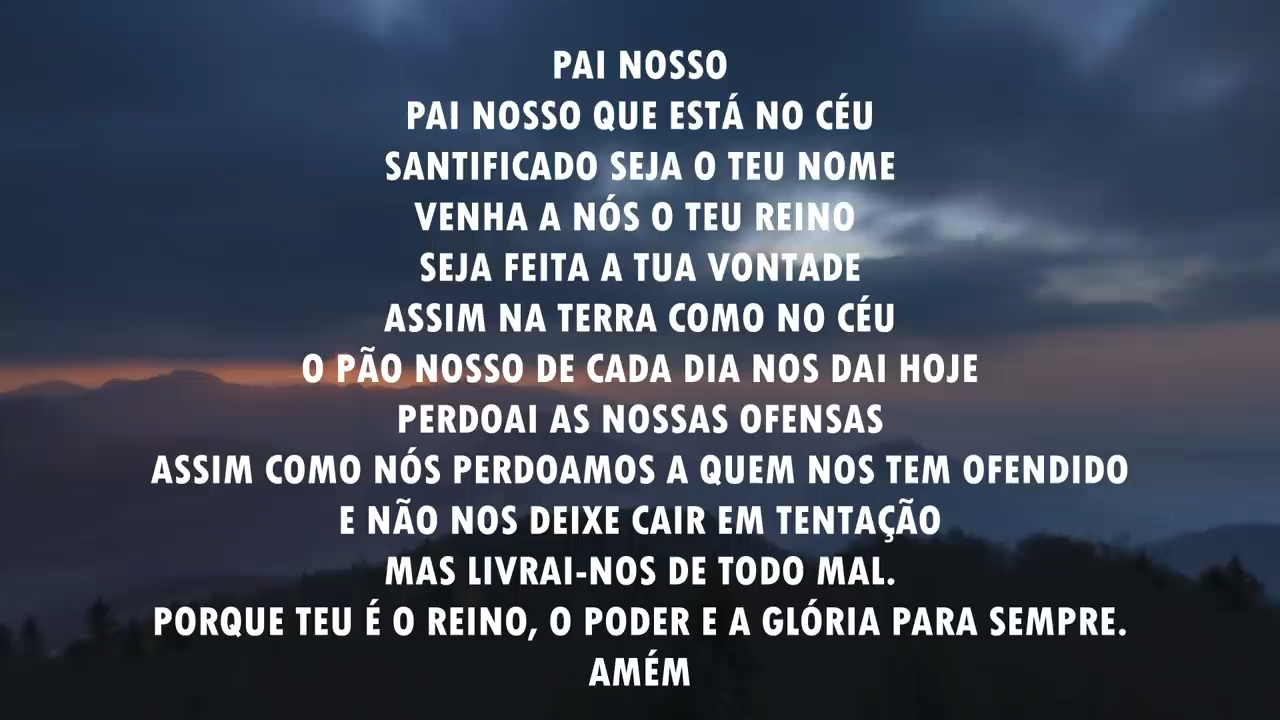 PAI NOSSO
PAI NOSSO QUE ESTÁ NO CÉU
SANTIFICADO SEJA O TEU NOME
VENHA A NÓS O TEU REINO
SEJA FEITA A TUA VONTADE
ASSIM NA TERRA COMO NO CÉU
O PÃO NOSSO DE CADA DIA NOS DAI HOJE
PERDOAI AS NOSSAS OFENSAS
ASSIM COMO NÓS PERDOAMOS A QUEM NOS TEM OFENDIDO
E NÃO NOS DEIXE CAIR EM TENTAÇÃO
MAS LIVRAI-NOS DE TODO MAL.
PORQUE TEU É O REINO, O PODER E A GLÓRIA PARA SEMPRE.
AMÉM